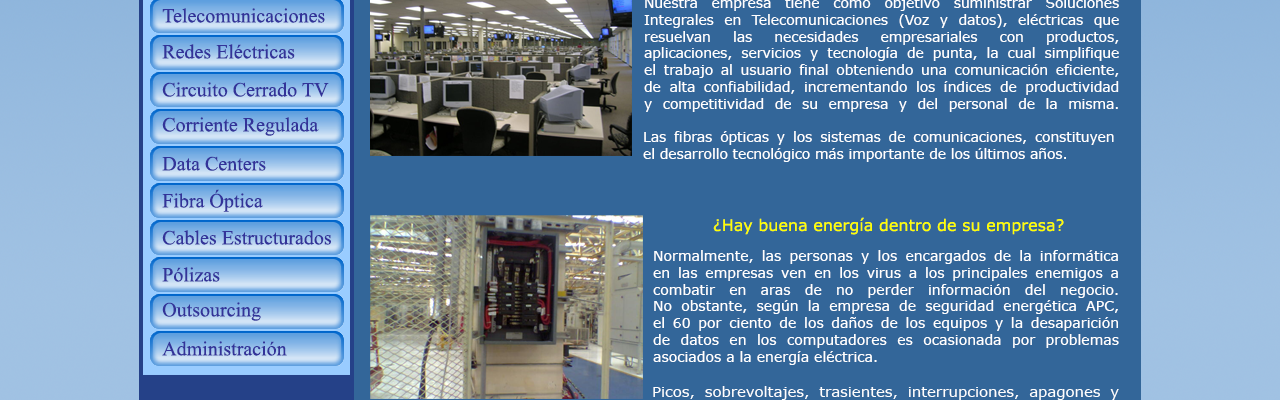 Telecomunicaciones
Redes Eléctricas
Circuito Cerrado TV
Corriente Regulada
Data Centers
Fibra Óptica
Cables Estructurados
Pólizas
Outsourcing
Administración
Nuestra empresa tiene como objetivo suministrar Soluciones
Integrales en Telecomunicaciones (Voz y datos), eléctricas que
resuelvan las necesidades empresariales con productos,
aplicaciones, servicios y tecnología de punta, la cual simplifique
el trabajo al usuario final obteniendo una comunicación eficiente,
de alta confiabilidad, incrementando los índices de productividad
y competitividad de su empresa y del personal de la misma.
Las fibras ópticas y los sistemas de comunicaciones, constituyen
el desarrollo tecnológico más importante de los últimos años.
¿Hay buena energía dentro de su empresa?
Normalmente, las personas y los encargados de la informática
en las empresas ven en los virus a los principales enemigos a
combatir en aras de no perder información del negocio.
No obstante, según la empresa de seguridad energética APC,
el 60 por ciento de los daños de los equipos y la desaparición
de datos en los computadores es ocasionada por problemas
asociados a la energía eléctrica.
Picos, sobrevoltajes, trasientes, interrupciones, apagones y